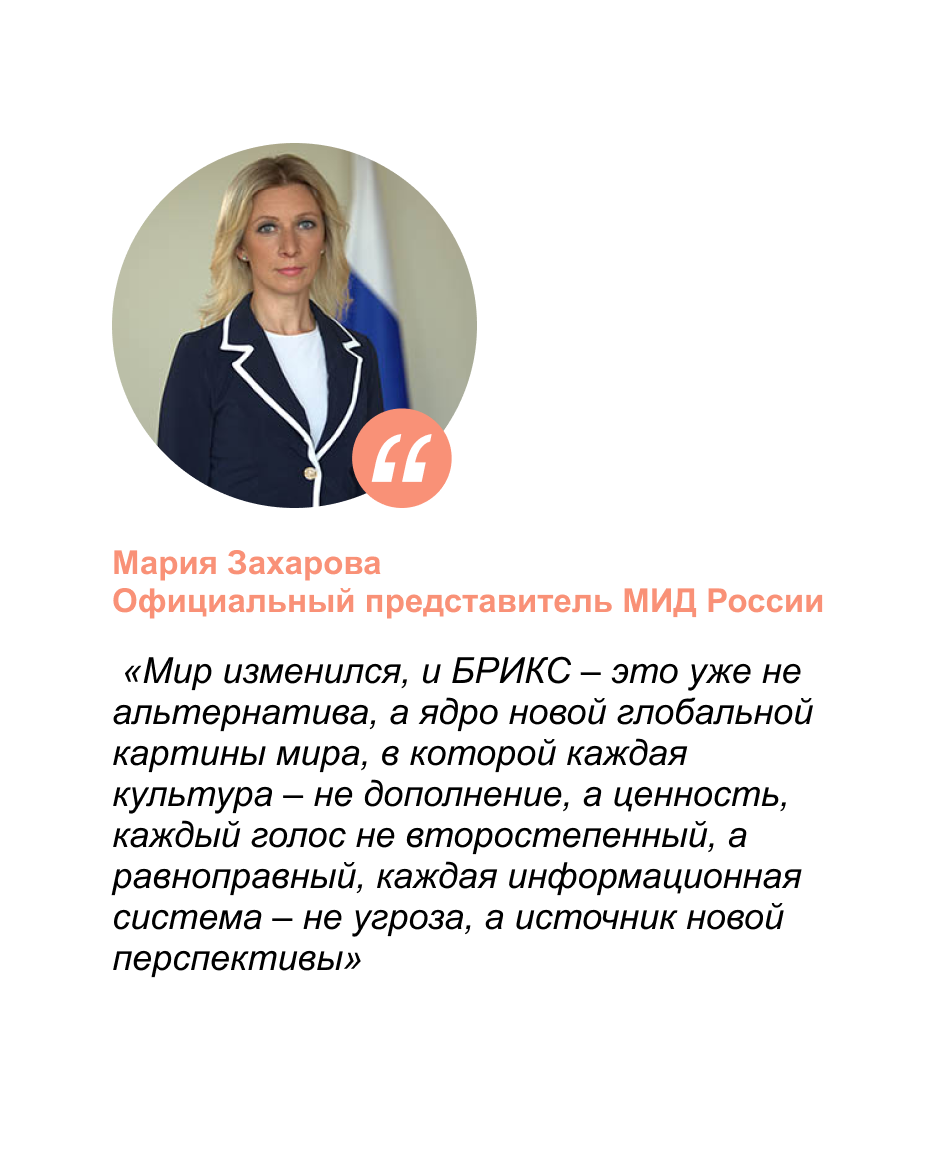 Мария Захарова
Официальный представитель МИД России
«Мир изменился, и БРИКС – это уже не
альтернатива, а ядро новой глобальной
картины мира, в которой каждая
культура – не дополнение, а ценность,
каждый голос не второстепенный, а
равноправный, каждая информационная
система – не угроза, а источник новой
перспективы»